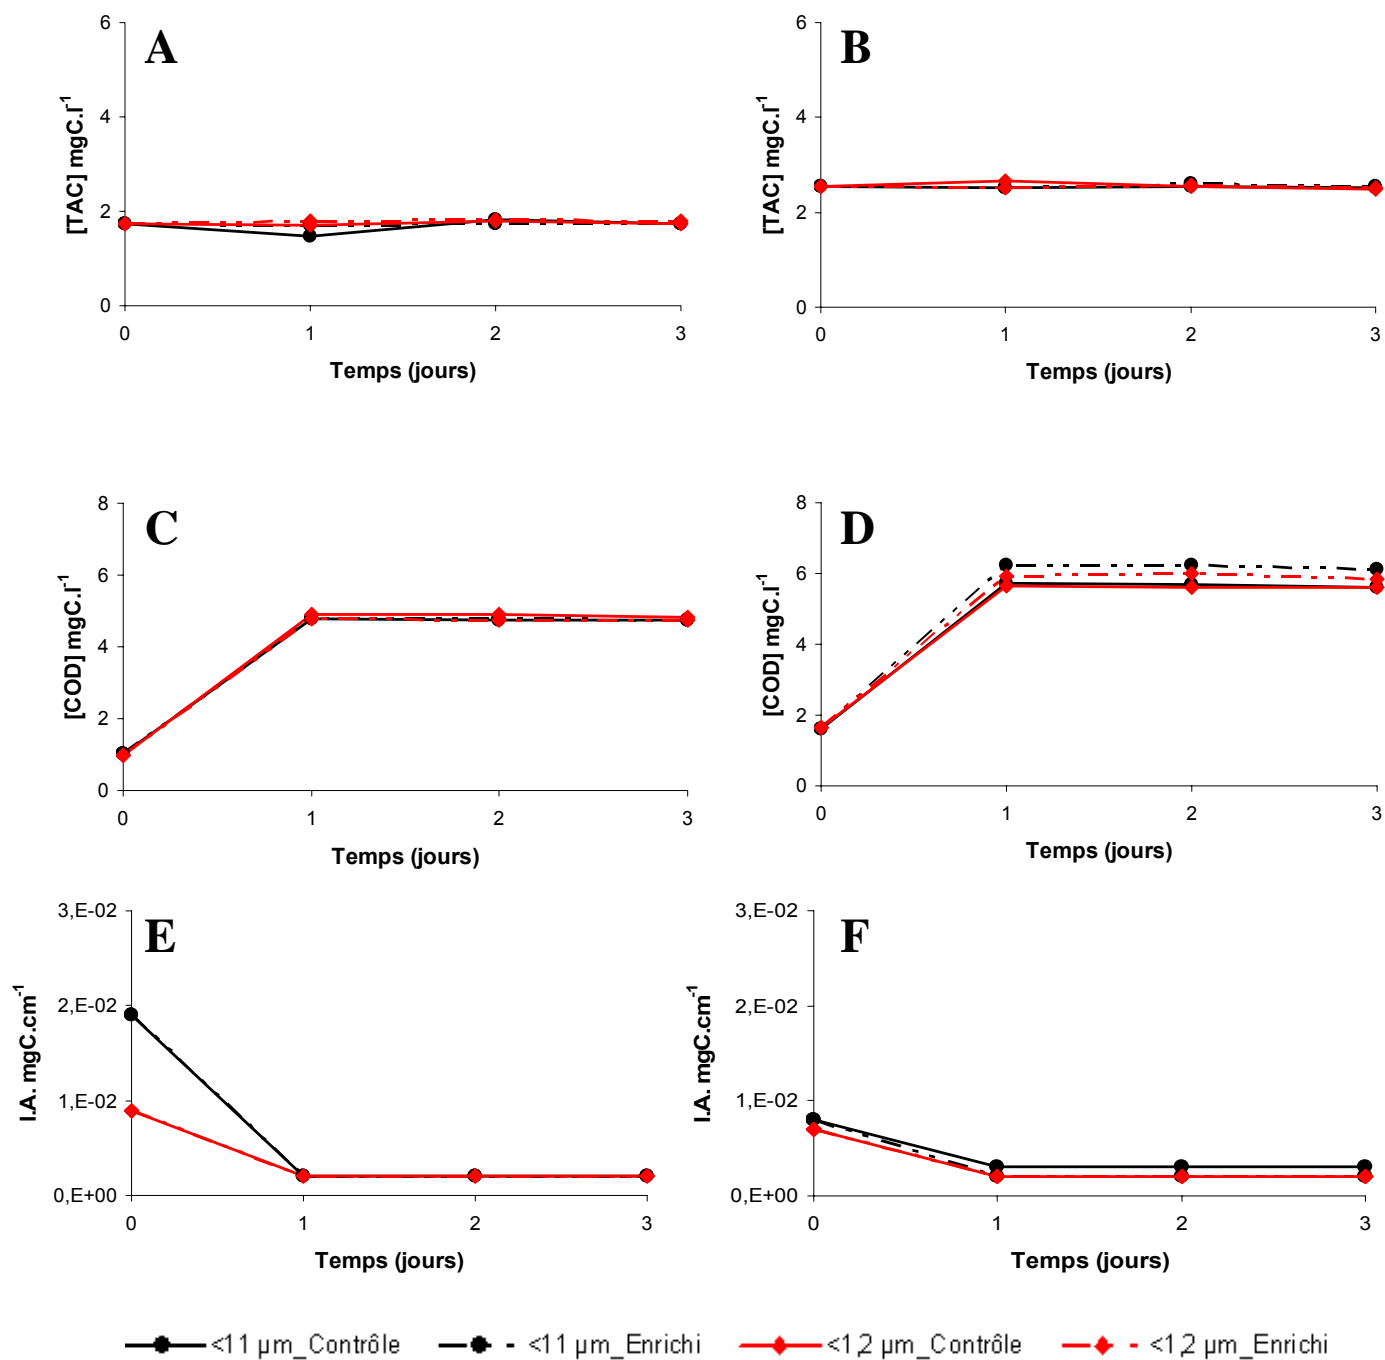 A
[TAC] mgC.l-1
6
4
2
0
0 1 2 3
Temps (jours)
B
[TAC] mgC.l-1
6
4
2
0
0 1 2 3
Temps (jours)
C
[COD] mgC.l-1
8
6
4
2
0
0 1 2 3
Temps (jours)
D
[COD] mgC.l-1
8
6
4
2
0
0 1 2 3
Temps (jours)
E
I.A. mgC.cm-1
3,E-02
2,E-02
1,E-02
0,E+00
0 1 2 3
Temps (jours)
F
I.A. mgC.cm-1
3,E-02
2,E-02
1,E-02
0,E+00
0 1 2 3
Temps (jours)
<11 µm_Contrôle <11 µm_Enrichi <1,2 µm_Contrôle <1,2 µm_Enrichi